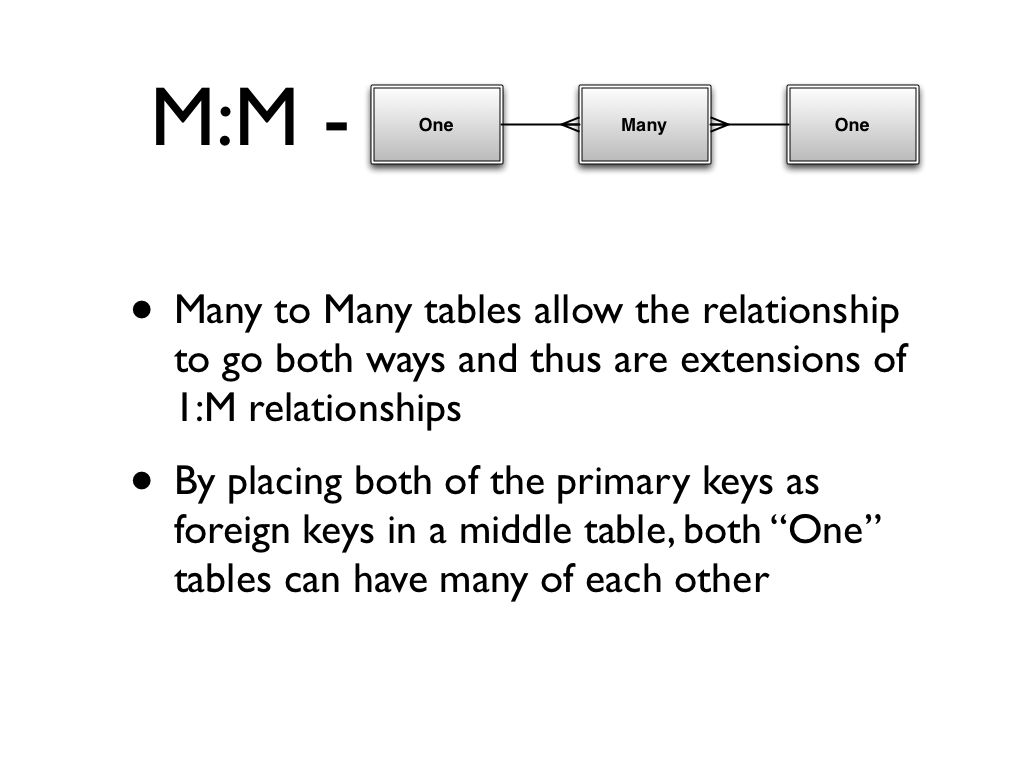 M:M - One Many One
• Many to Many tables allow the relationship
to go both ways and thus are extensions of
1:M relationships
• By placing both of the primary keys as
foreign keys in a middle table, both “One”
tables can have many of each other